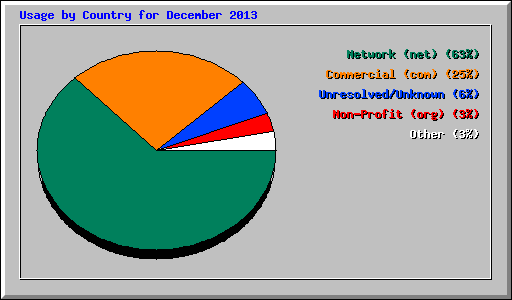 Usage by Country for December 2013
Network (net) (63%)
Commercial (com) (25%)
Unresolved/Unknown (6%)
Non-Profit (org) (3%)
Other (3%)